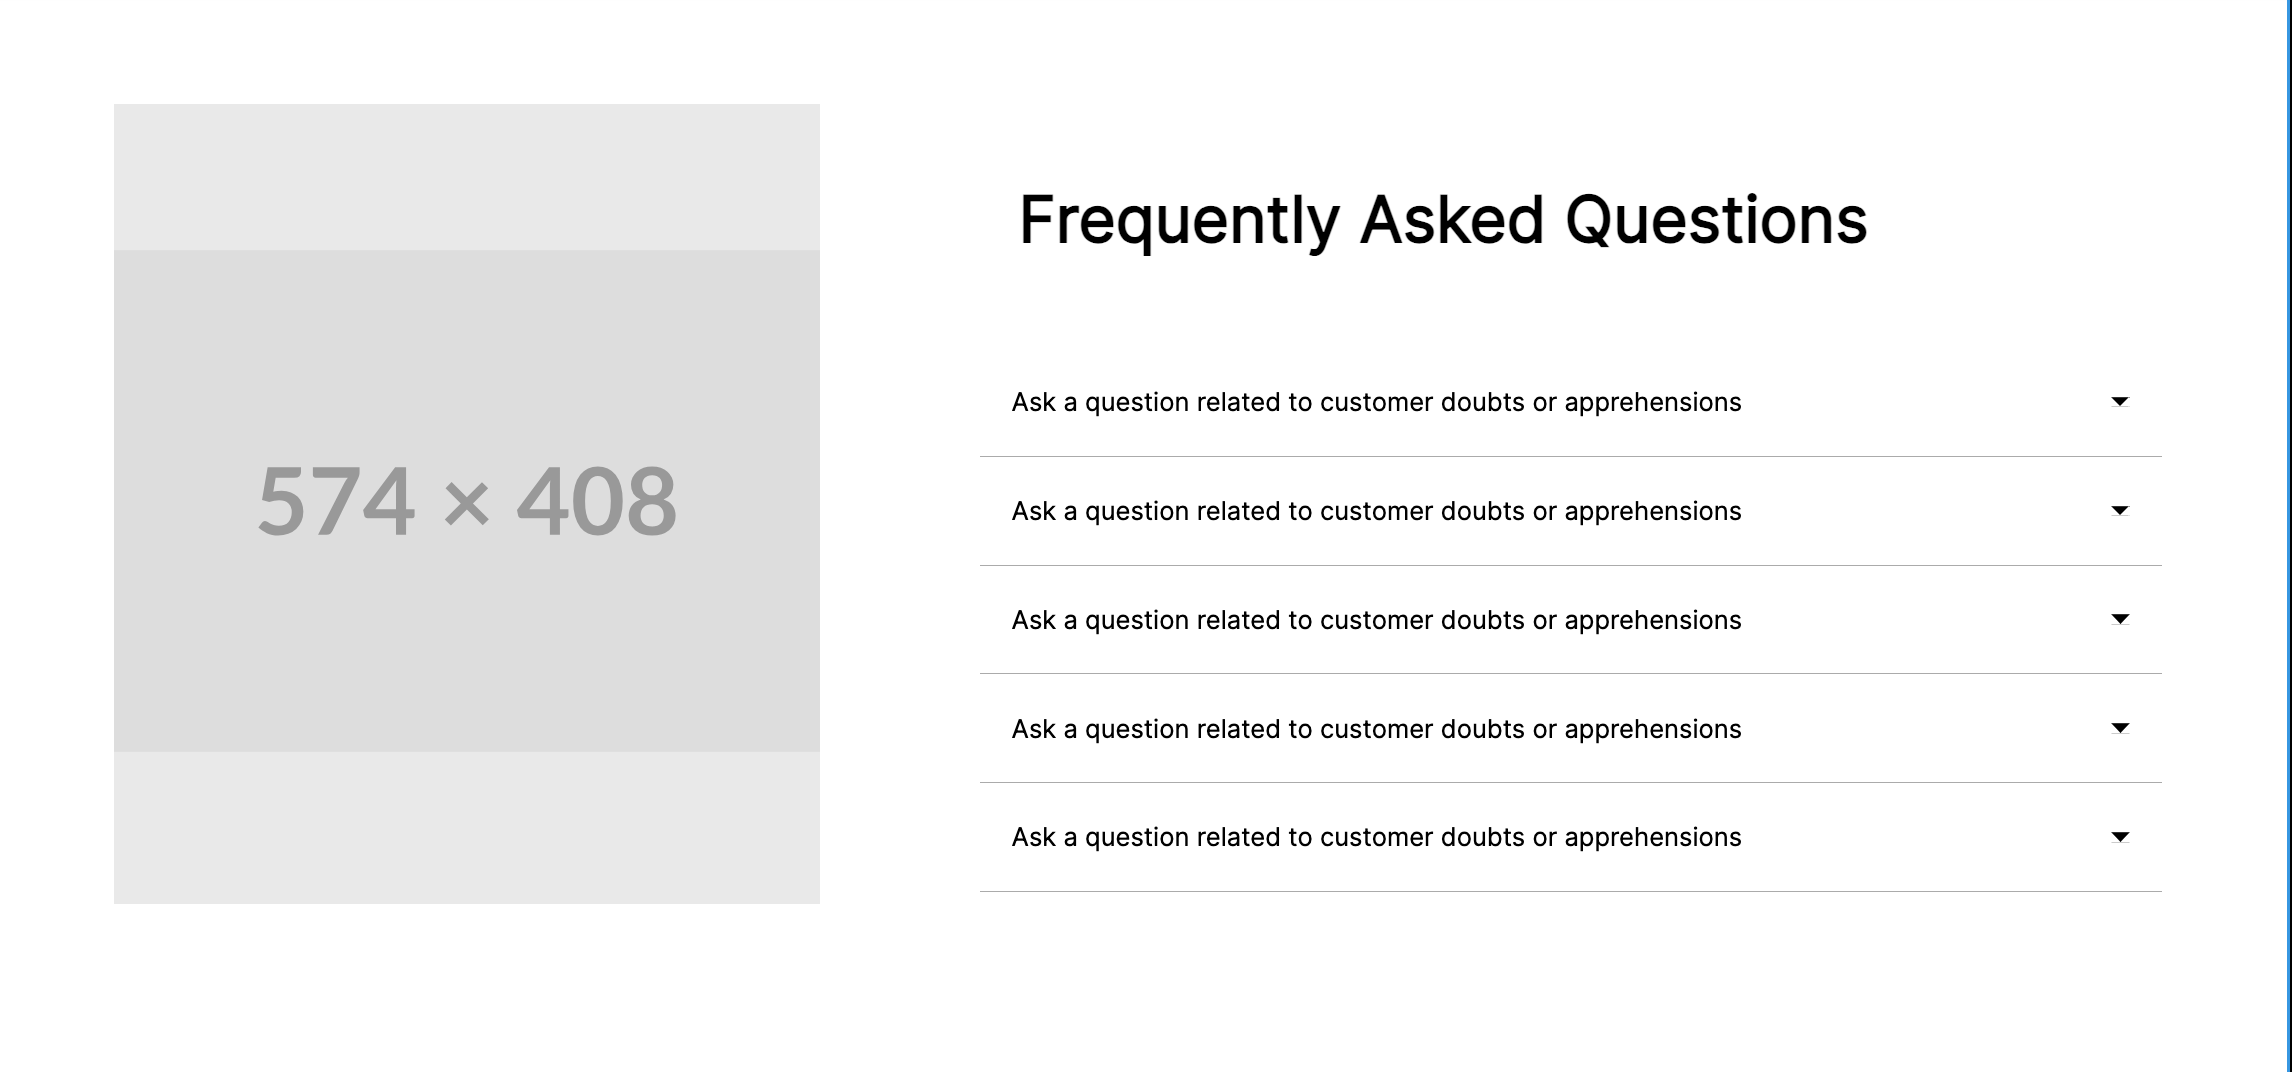 574 × 408
Frequently Asked Questions
Ask a question related to customer doubts or apprehensions
Ask a question related to customer doubts or apprehensions
Ask a question related to customer doubts or apprehensions
Ask a question related to customer doubts or apprehensions
Ask a question related to customer doubts or apprehensions